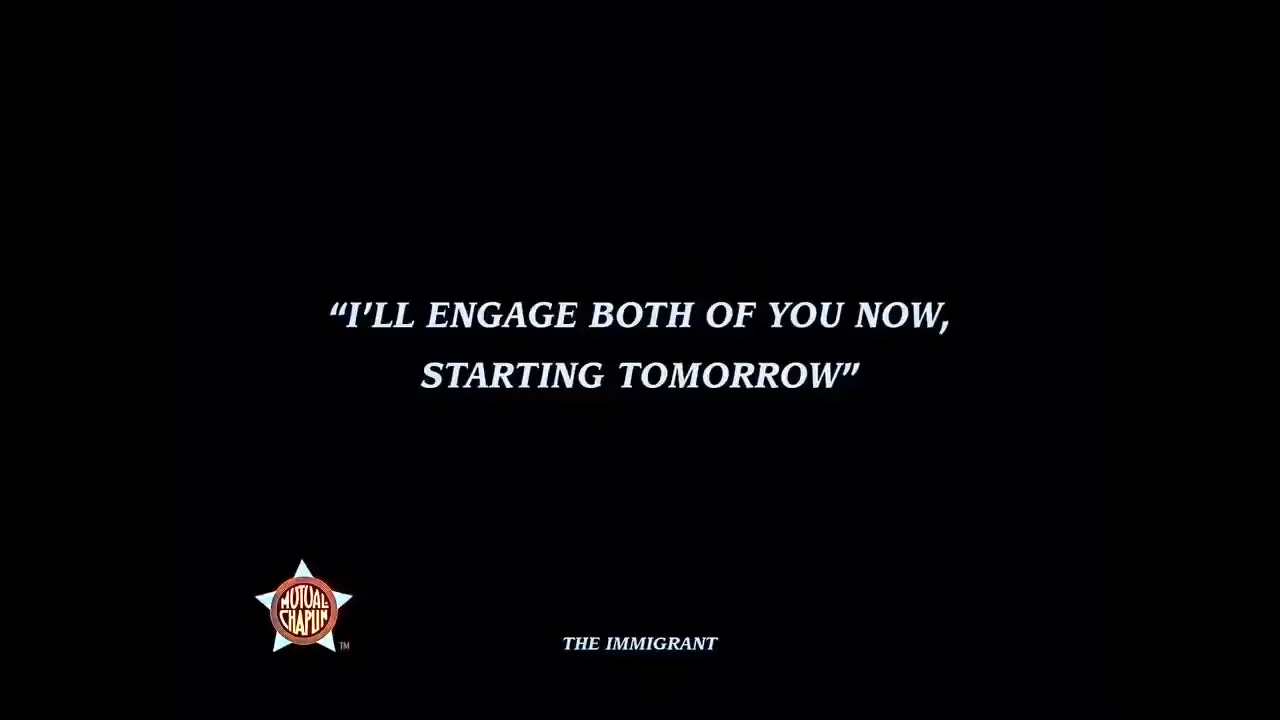 “I’LL ENGAGE BOTH OF YOU NOW,
STARTING TOMORROW”
MUTUAL-
CHAPLIN
TM
THE IMMIGRANT